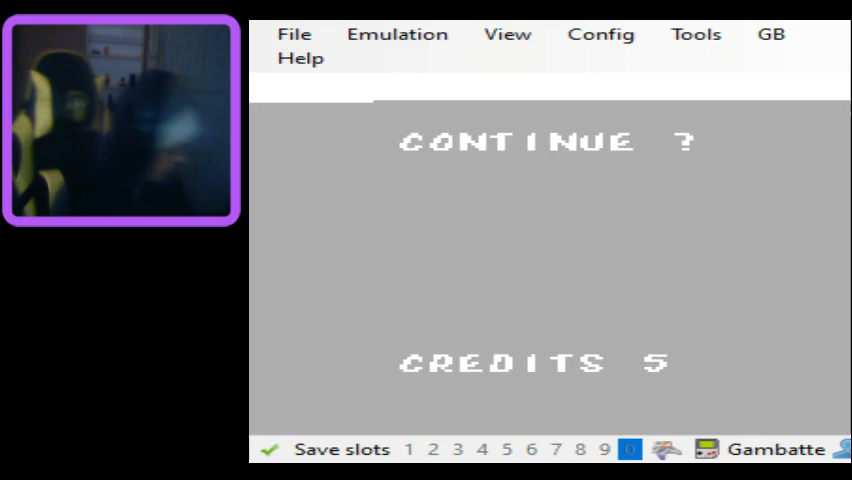 File Emulation View Config Tools GB
Help
CONTINUE ?
CREDITS 5
Save slots 1 2 3 4 5 6 7 8 9 0 Gambatte